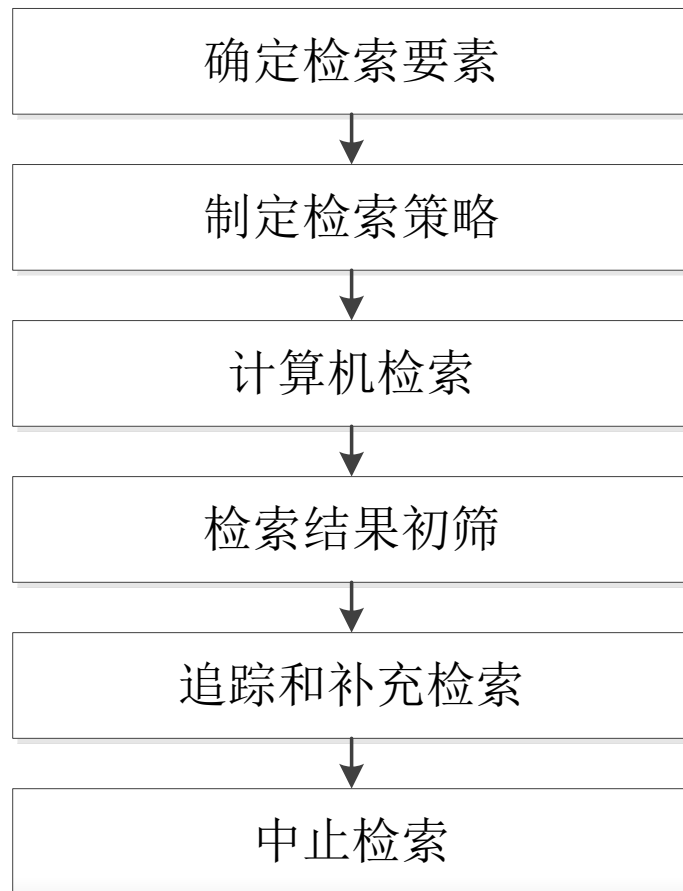 确定检索要素
制定检索策略
计算机检索
检索结果初筛
追踪和补充检索
中止检索